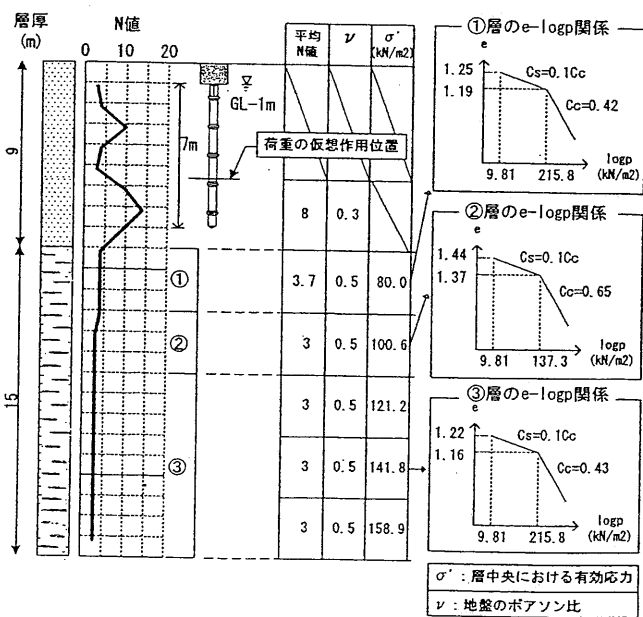 層厚
(m)
N値
0 10 20
9
15
GL-1m
7m
荷重の仮想作用位置
①
②
③
平均
N値
ν
σ'
(kN/m2)
8 0.3
3.7 0.5 80.0
3 0.5 100.6
3 0.5 121.2
3 0.5 141.8
3 0.5 158.9
①層のe-logp関係
e
1.25
1.19
Cs=0.1Cc
Cc=0.42
9.81 215.8
logp
(kN/m2)
②層のe-logp関係
e
1.44
1.37
Cs=0.1Cc
Cc=0.65
9.81 137.3
logp
(kN/m2)
③層のe-logp関係
e
1.22
1.16
Cs=0.1Cc
Cc=0.43
9.81 215.8
logp
(kN/m2)
σ'：層中央における有効応力
ν：地盤のポアソン比